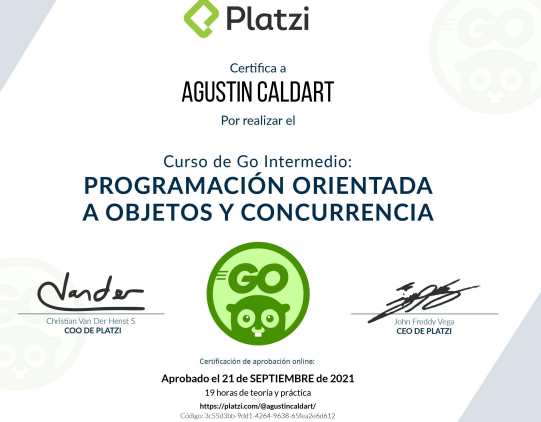 Platzi
Certifica a
AGUSTIN CALDART
Por realizar el
Curso de Go Intermedio:
PROGRAMACIÓN ORIENTADA
A OBJETOS Y CONCURRENCIA
GO
Christian Van Der Henst S
COO DE PLATZI
John Freddy Vega
CEO DE PLATZI
Certificación de aprobación online:
Aprobado el 21 de SEPTIEMBRE de 2021
19 horas de teoría y práctica
https://platzi.com/@agustincaldart/
Código: 3c55d3bb-9dd1-4264-9638-65fea2e6d612